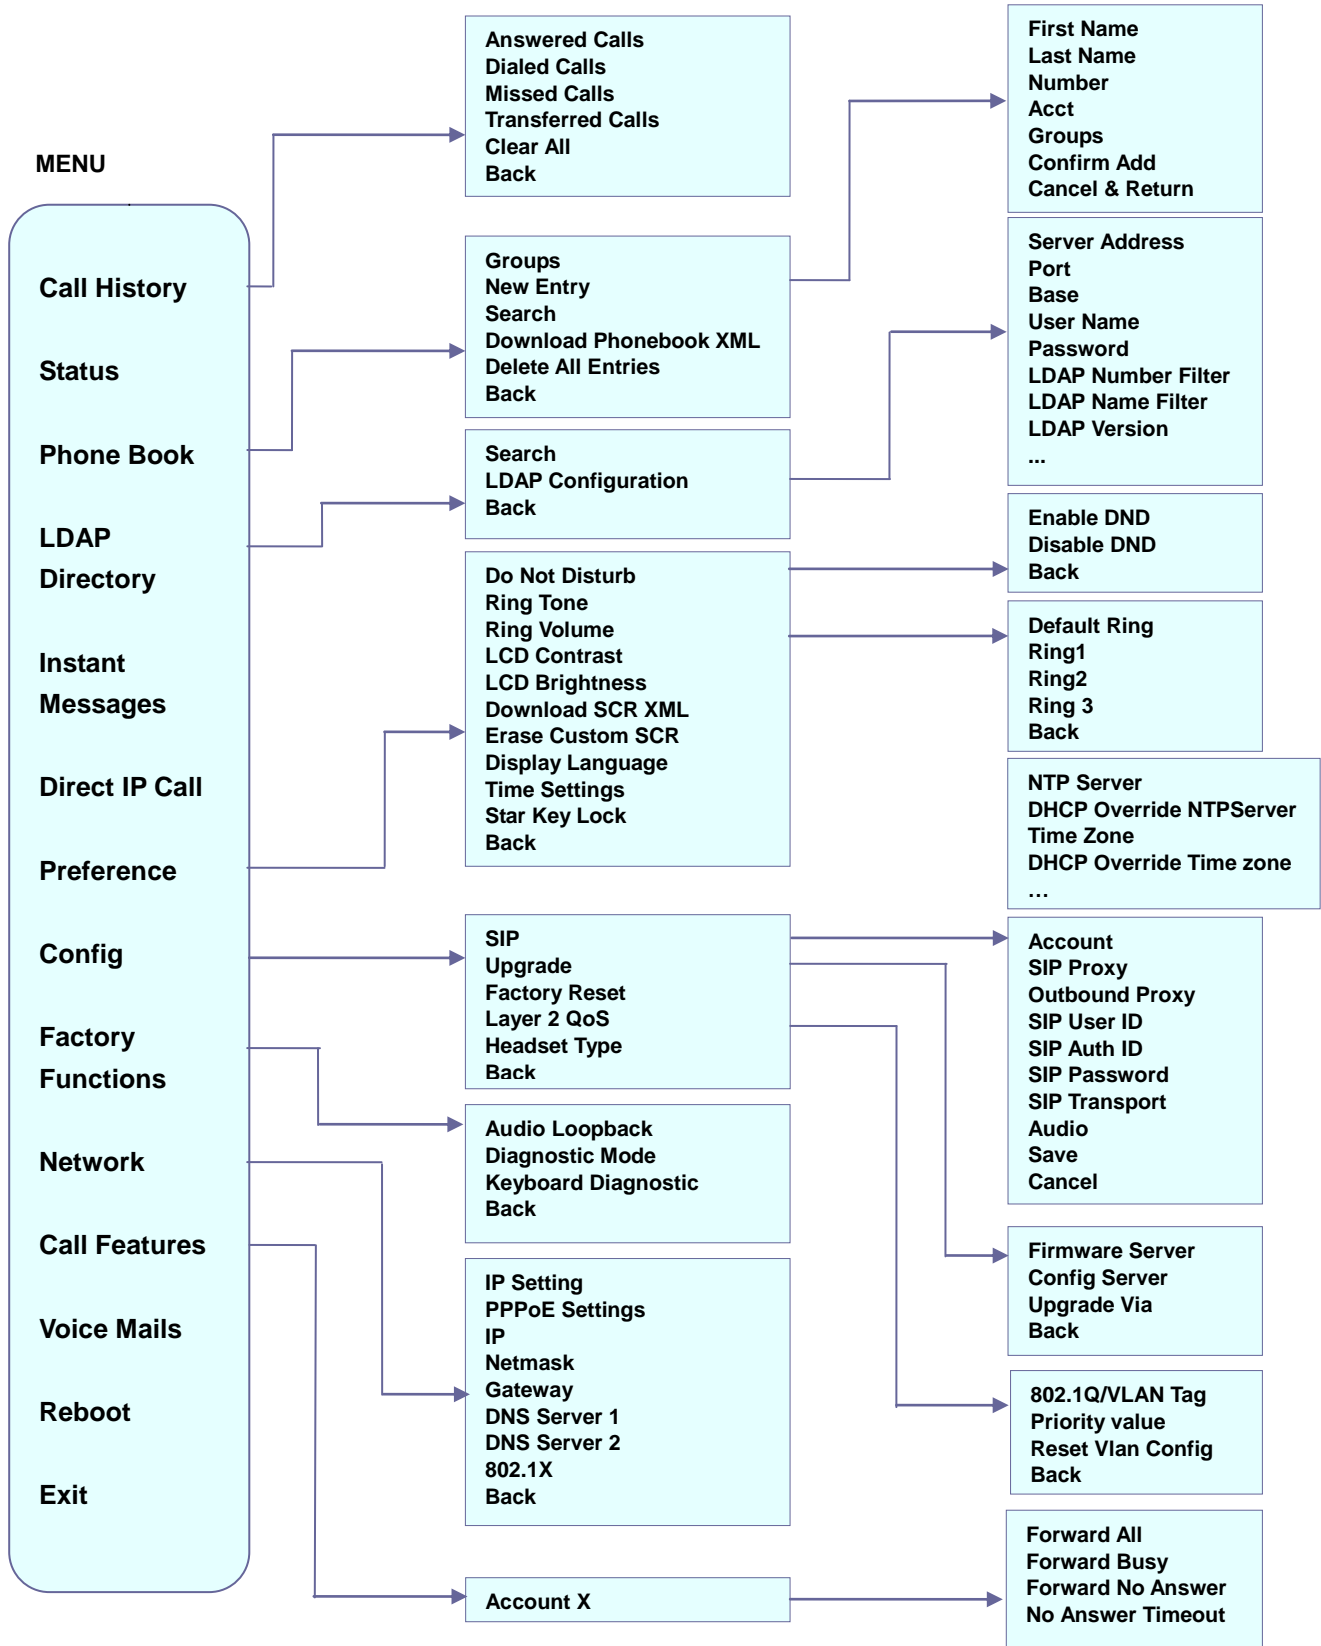 MENU
Call History
Status
Phone Book
LDAP
Directory
Instant
Messages
Direct IP Call
Preference
Config
Factory
Functions
Network
Call Features
Voice Mails
Reboot
Exit
Answered Calls
Dialed Calls
Missed Calls
Transferred Calls
Clear All
Back
Groups
New Entry
Search
Download Phonebook XML
Delete All Entries
Back
Search
LDAP Configuration
Back
Do Not Disturb
Ring Tone
Ring Volume
LCD Contrast
LCD Brightness
Download SCR XML
Erase Custom SCR
Display Language
Time Settings
Star Key Lock
Back
SIP
Upgrade
Factory Reset
Layer 2 QoS
Headset Type
Back
Audio Loopback
Diagnostic Mode
Keyboard Diagnostic
Back
IP Setting
PPPoE Settings
IP
Netmask
Gateway
DNS Server 1
DNS Server 2
802.1X
Back
Account X
First Name
Last Name
Number
Acct
Groups
Confirm Add
Cancel & Return
Server Address
Port
Base
User Name
Password
LDAP Number Filter
LDAP Name Filter
LDAP Version
...
Enable DND
Disable DND
Back
Default Ring
Ring1
Ring2
Ring 3
Back
NTP Server
DHCP Override NTPServer
Time Zone
DHCP Override Time zone
…
Account
SIP Proxy
Outbound Proxy
SIP User ID
SIP Auth ID
SIP Password
SIP Transport
Audio
Save
Cancel
Firmware Server
Config Server
Upgrade Via
Back
802.1Q/VLAN Tag
Priority value
Reset Vlan Config
Back
Forward All
Forward Busy
Forward No Answer
No Answer Timeout